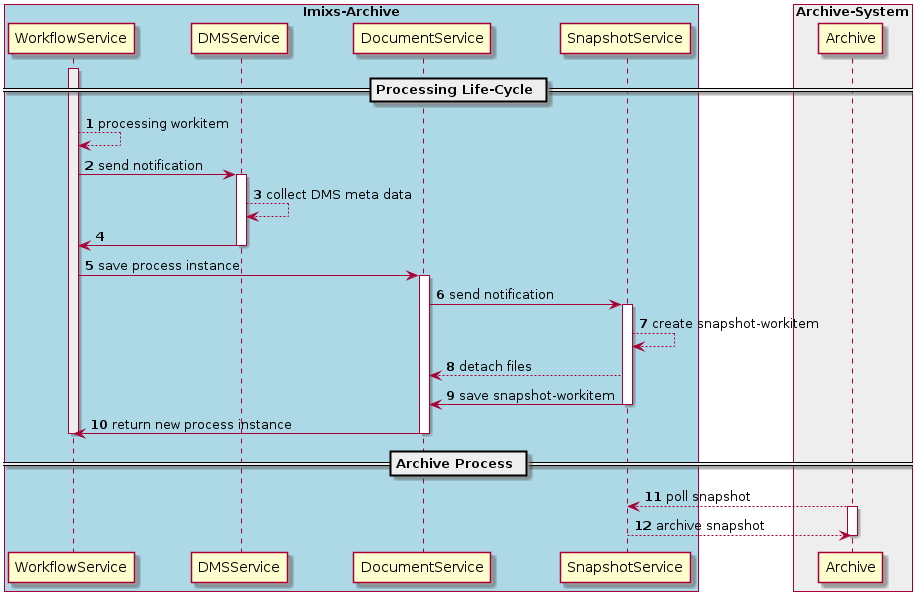 Imixs-Archive
Archive-System
WorkflowService
DMSService
DocumentService
SnapshotService
Archive
Processing Life-Cycle
1 processing workitem
2 send notification
3 collect DMS meta data
4
5 save process instance
6 send notification
7 create snapshot-workitem
8 detach files
9 save snapshot-workitem
10 return new process instance
Archive Process
11 poll snapshot
12 archive snapshot
WorkflowService
DMSService
DocumentService
SnapshotService
Archive